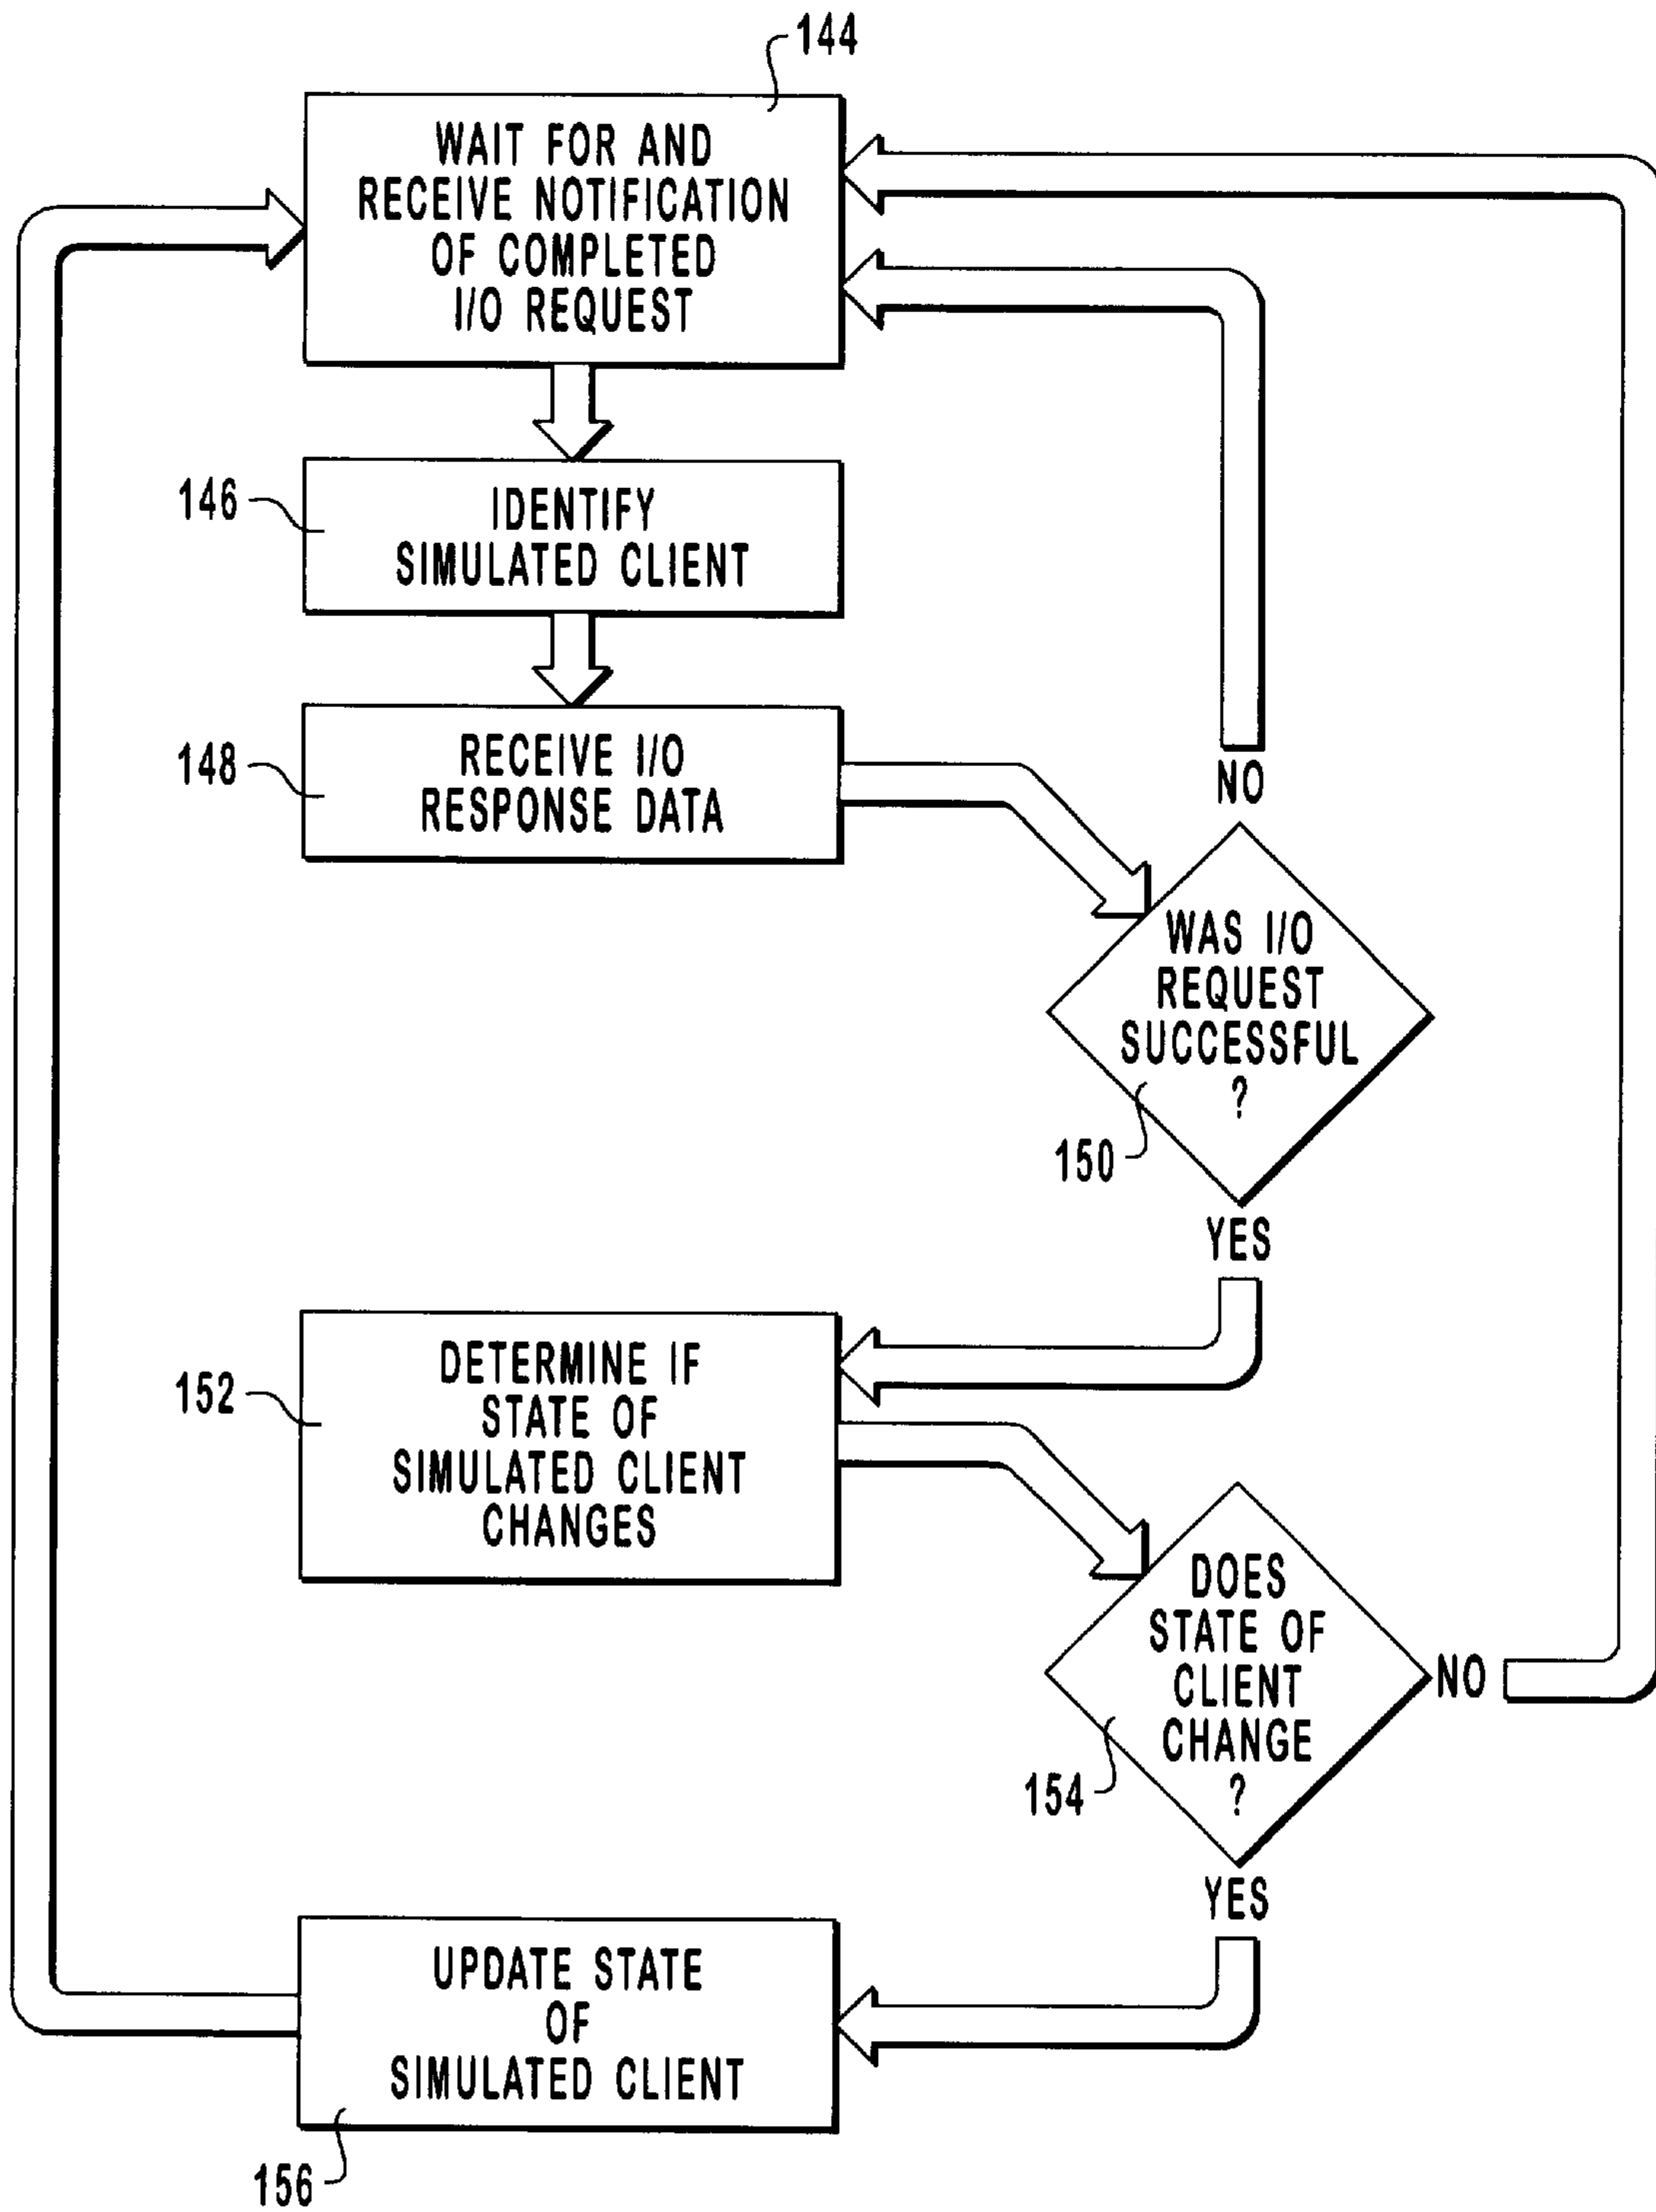 144
WAIT FOR AND
RECEIVE NOTIFICATION
OF COMPLETED
I/O REQUEST
146
IDENTIFY
SIMULATED CLIENT
148
RECEIVE I/O
RESPONSE DATA
NO
WAS I/O
REQUEST
SUCCESSFUL
?
150
YES
152
DETERMINE IF
STATE OF
SIMULATED CLIENT
CHANGES
DOES
STATE OF
CLIENT
CHANGE
?
NO
154
YES
UPDATE STATE
OF
SIMULATED CLIENT
156